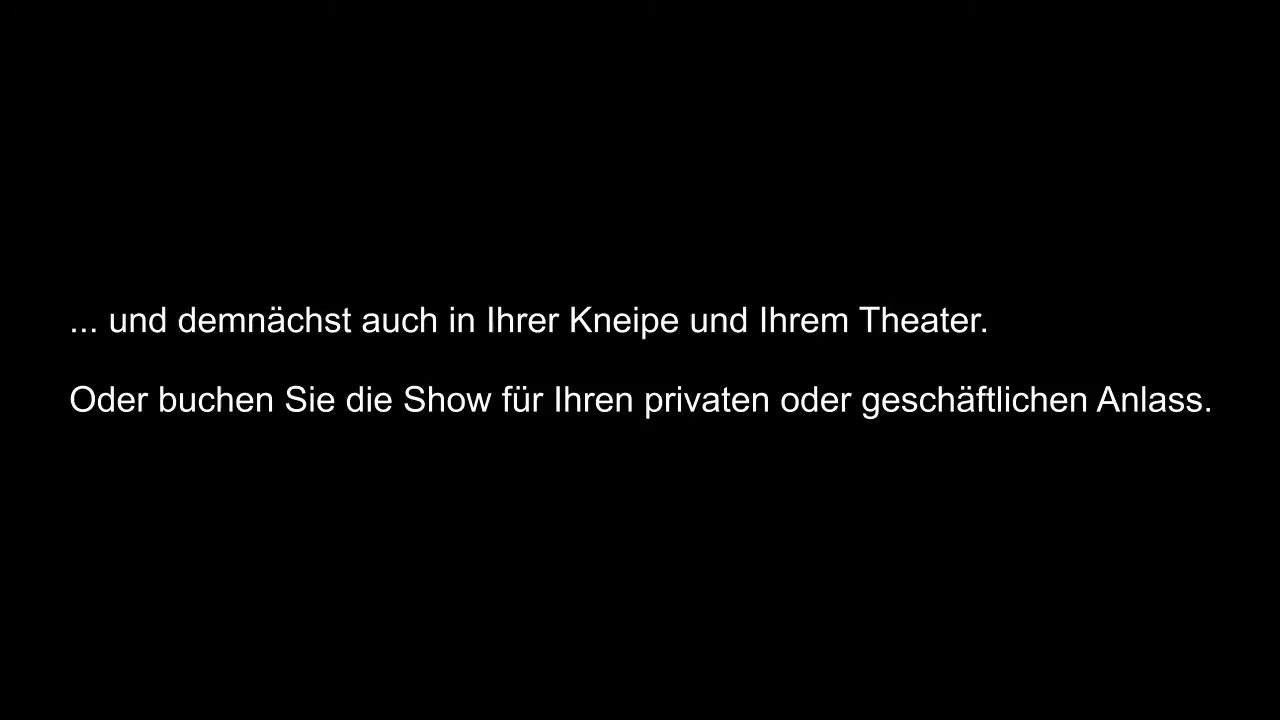 ... und demnächst auch in Ihrer Kneipe und Ihrem Theater.
Oder buchen Sie die Show für Ihren privaten oder geschäftlichen Anlass.